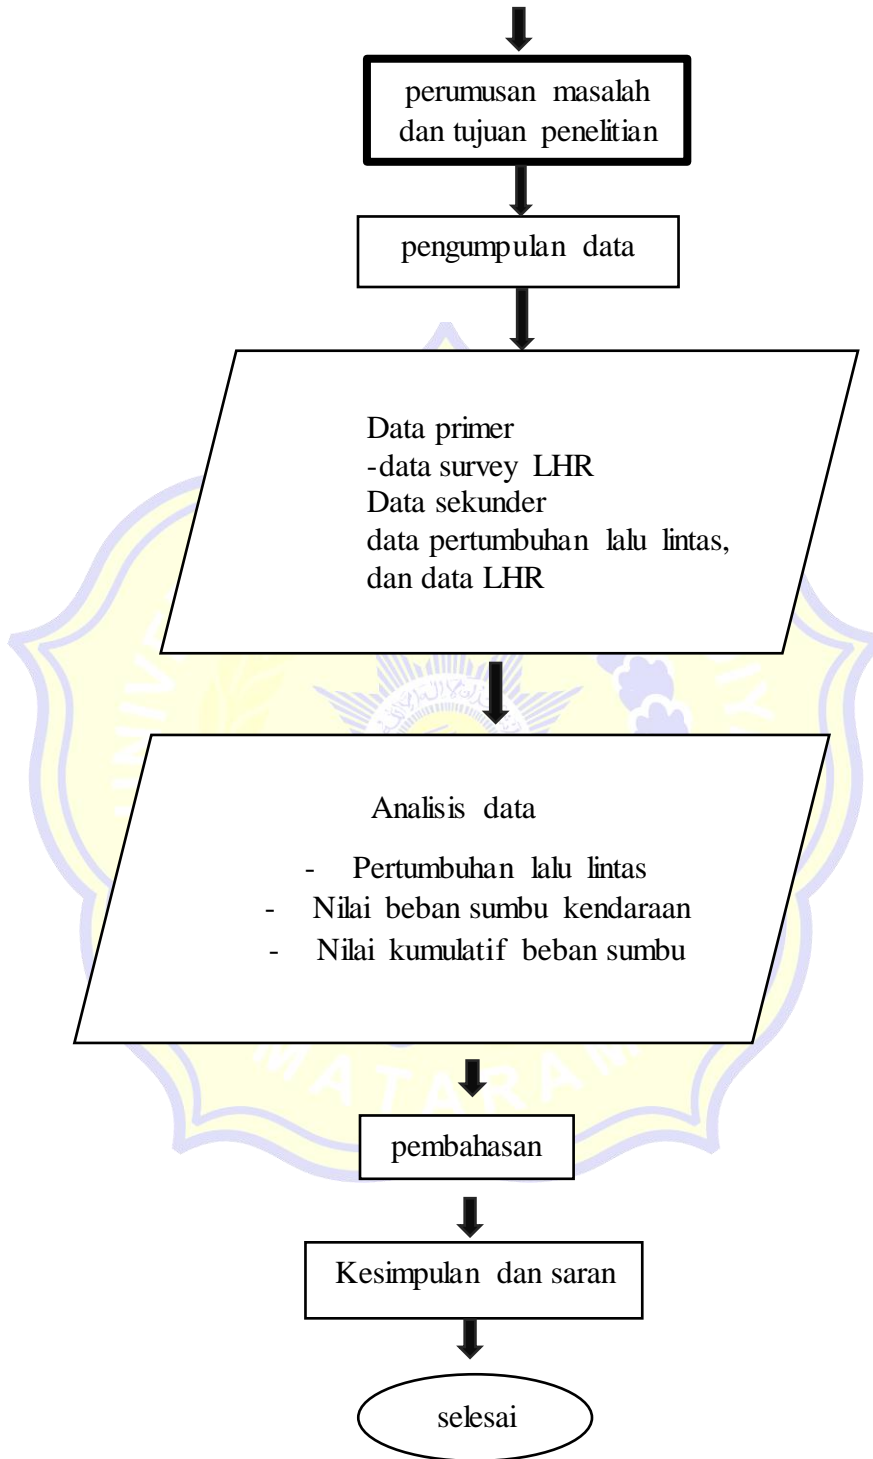 perumusan masalah
dan tujuan penelitian
pengumpulan data
Data primer
-data survey LHR
Data sekunder
data pertumbuhan lalu lintas,
dan data LHR
Analisis data
- Pertumbuhan lalu lintas
- Nilai beban sumbu kendaraan
- Nilai kumulatif beban sumbu
MATARAM
pembahasan
Kesimpulan dan saran
selesai